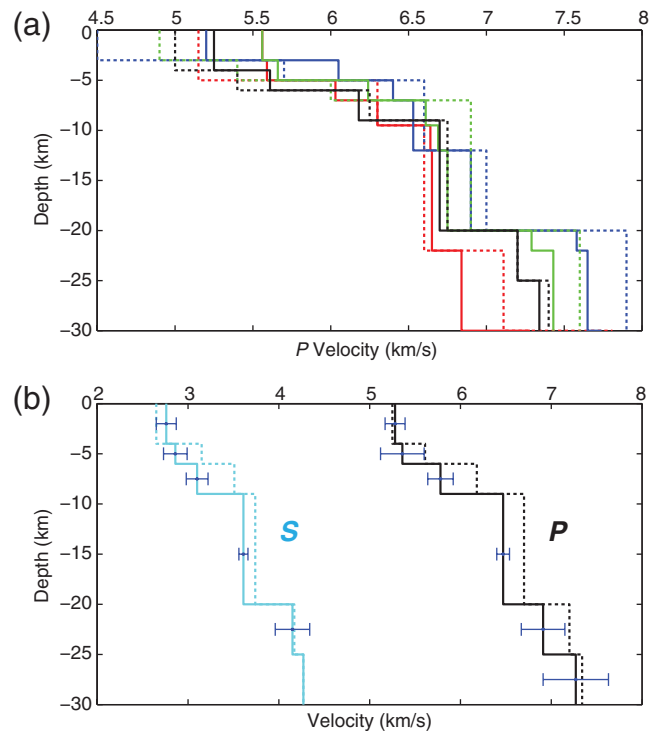 (a)
4.5 5 5.5 6 6.5 7 7.5 8
0
−5
−10
−15
−20
−25
−30
Depth (km)
P Velocity (km/s)
(b)
2 3 4 5 6 7 8
0
−5
−10
−15
−20
−25
−30
Depth (km)
S
P
Velocity (km/s)